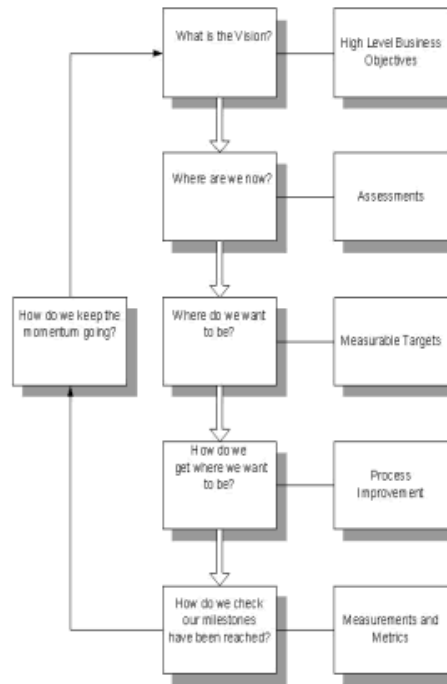 What is the Vision?
High Level Business
Objectives
Where are we now?
Assessments
How do we keep the
momentum going?
Where do we want
to be?
Measurable Targets
How do we
get where we want
to be?
Process
Improvement
How do we check
our milestones
have been reached?
Measurements and
Metrics